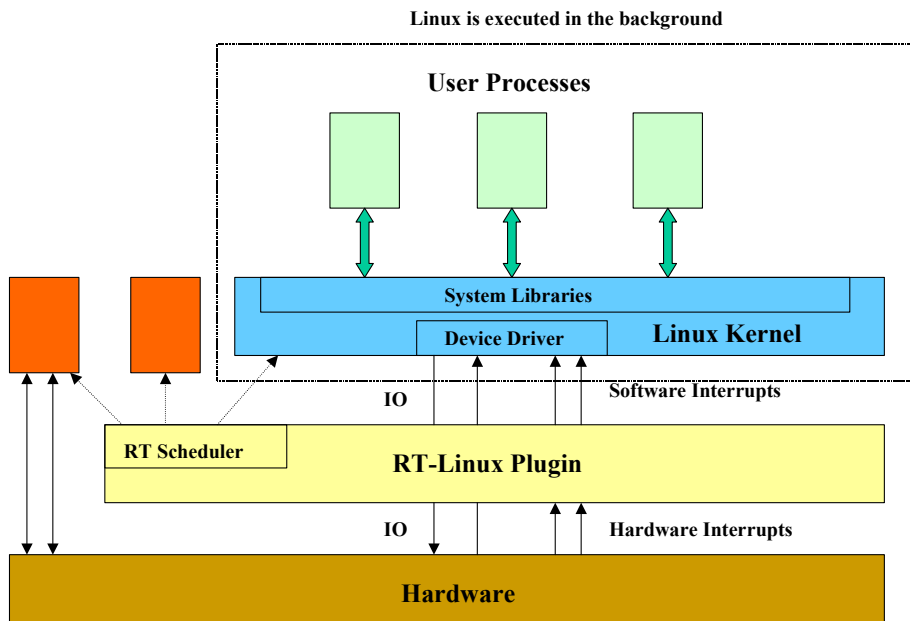 Linux is executed in the background
User Processes
System Libraries
Device Driver
Linux Kernel
IO
Software Interrupts
RT Scheduler
RT-Linux Plugin
IO
Hardware Interrupts
Hardware